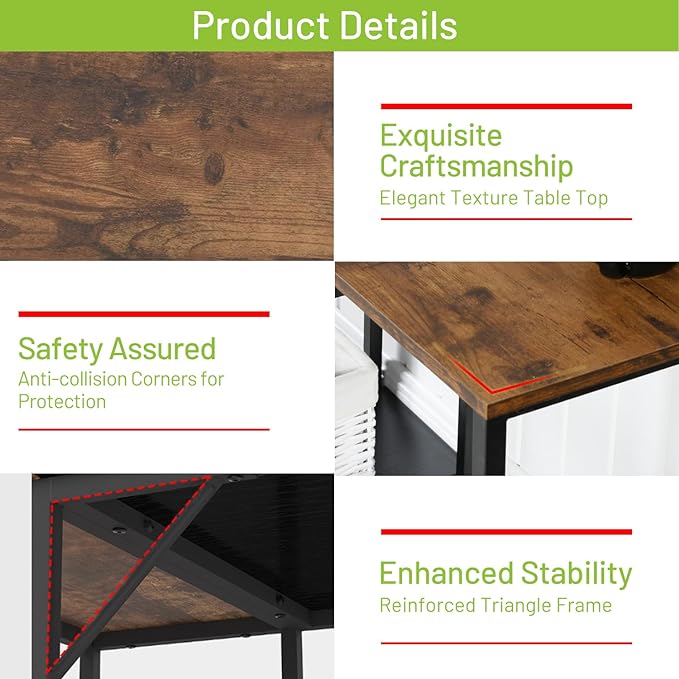 Product Details
Exquisite
Craftsmanship
Elegant Texture Table Top
Safety Assured
Anti-collision Corners for
Protection
Enhanced Stability
Reinforced Triangle Frame